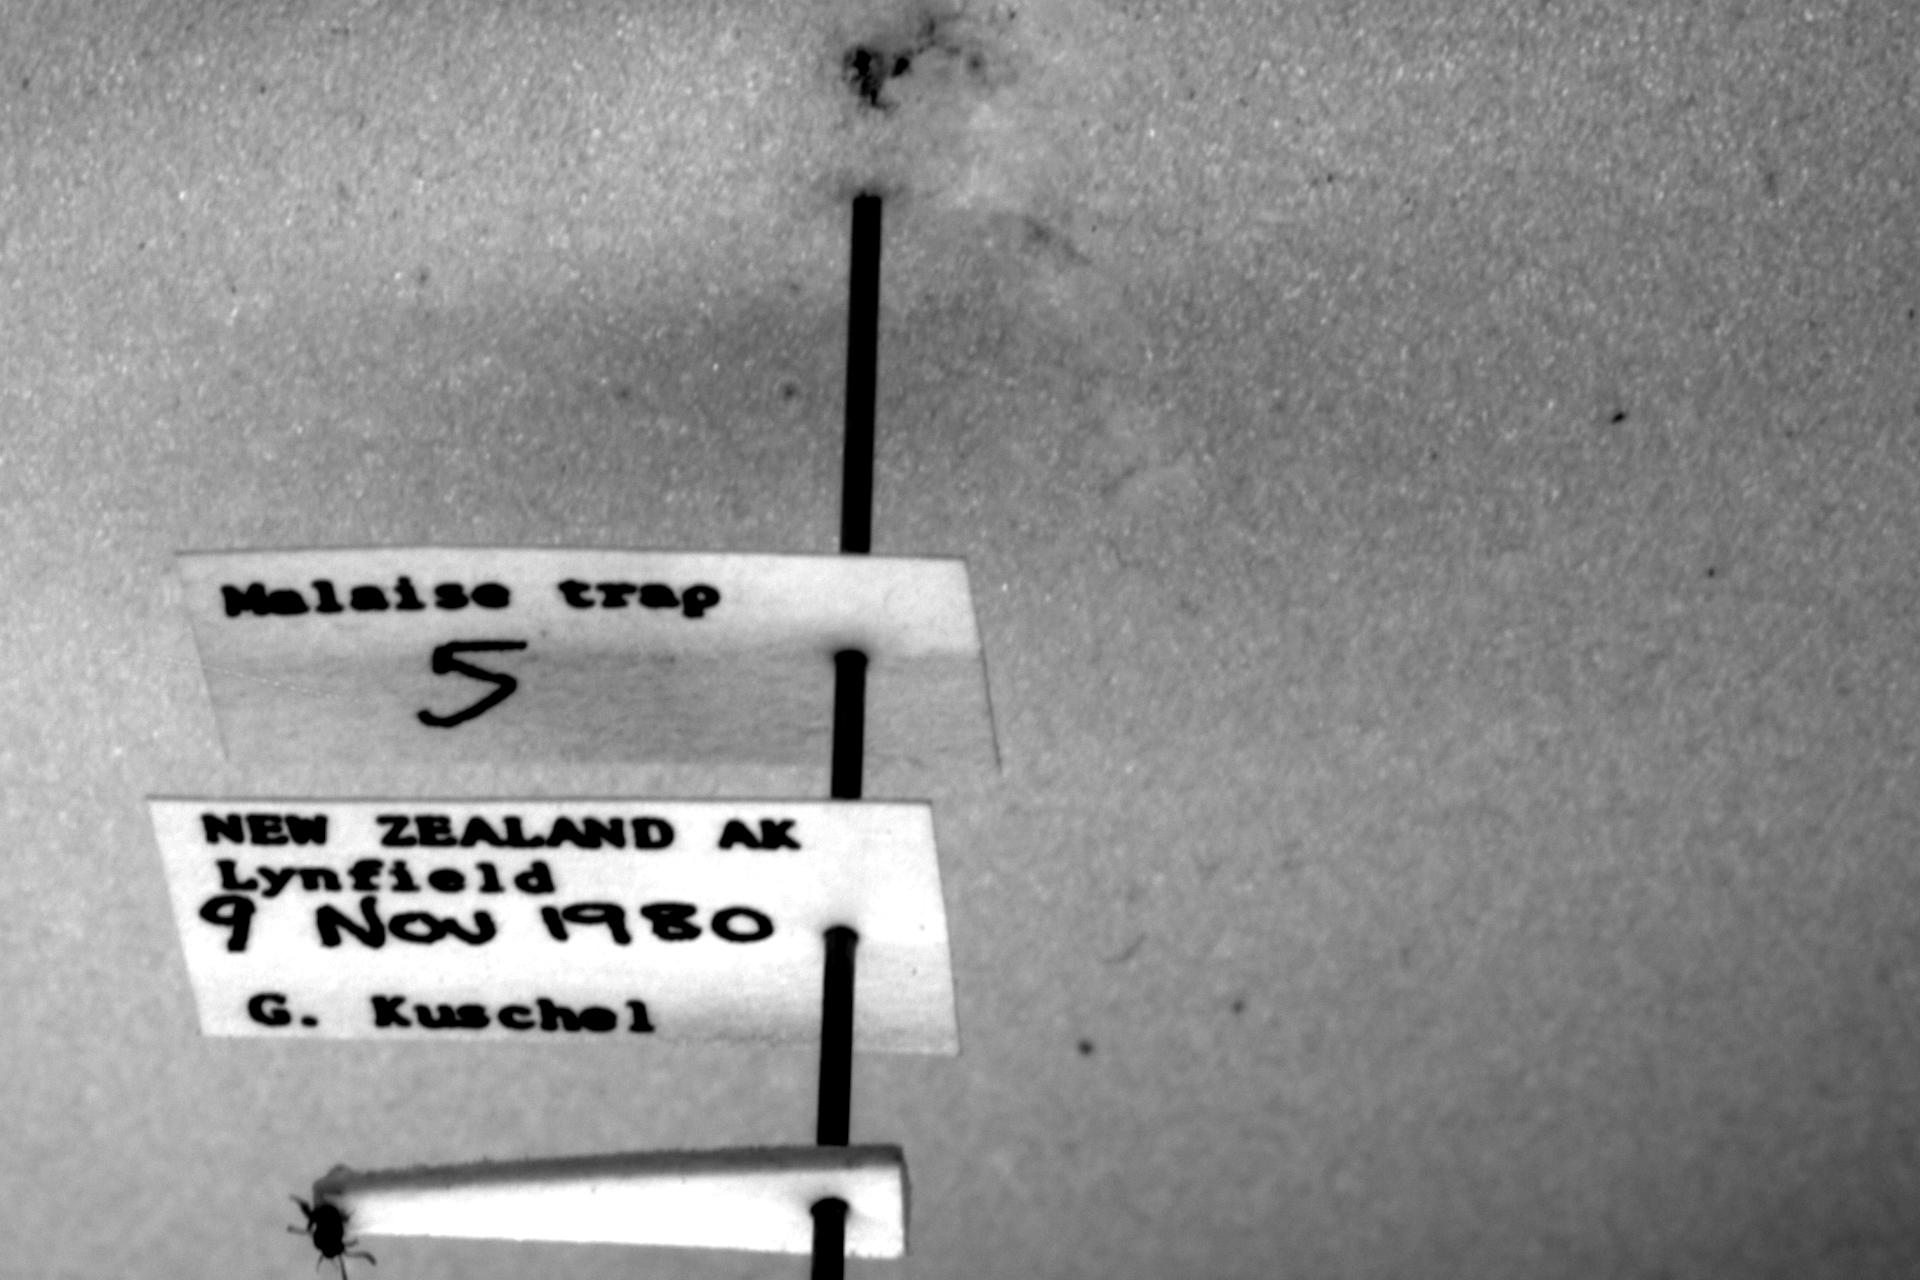 Malaise trap
5
NEW ZEALAND AK
Lynfield
9 Nov 1980
G. Kuschel